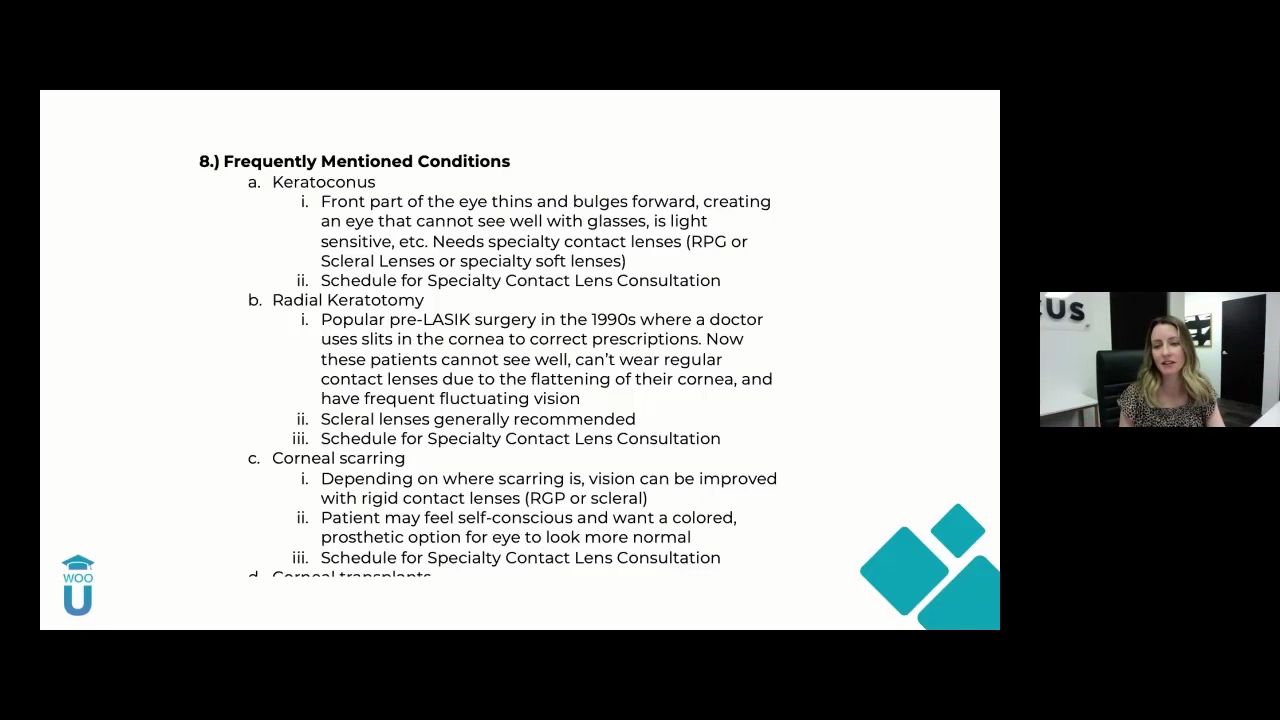 8.) Frequently Mentioned Conditions
a. Keratoconus
i. Front part of the eye thins and bulges forward, creating
an eye that cannot see well with glasses, is light
sensitive, etc. Needs specialty contact lenses (RPG or
Scleral Lenses or specialty soft lenses)
ii. Schedule for Specialty Contact Lens Consultation
b. Radial Keratotomy
i. Popular pre-LASIK surgery in the 1990s where a doctor
uses slits in the cornea to correct prescriptions. Now
these patients cannot see well, can’t wear regular
contact lenses due to the flattening of their cornea, and
have frequent fluctuating vision
ii. Scleral lenses generally recommended
iii. Schedule for Specialty Contact Lens Consultation
c. Corneal scarring
i. Depending on where scarring is, vision can be improved
with rigid contact lenses (RGP or scleral)
ii. Patient may feel self-conscious and want a colored,
prosthetic option for eye to look more normal
iii. Schedule for Specialty Contact Lens Consultation
d. Corneal transplants
WOO
U
CUS